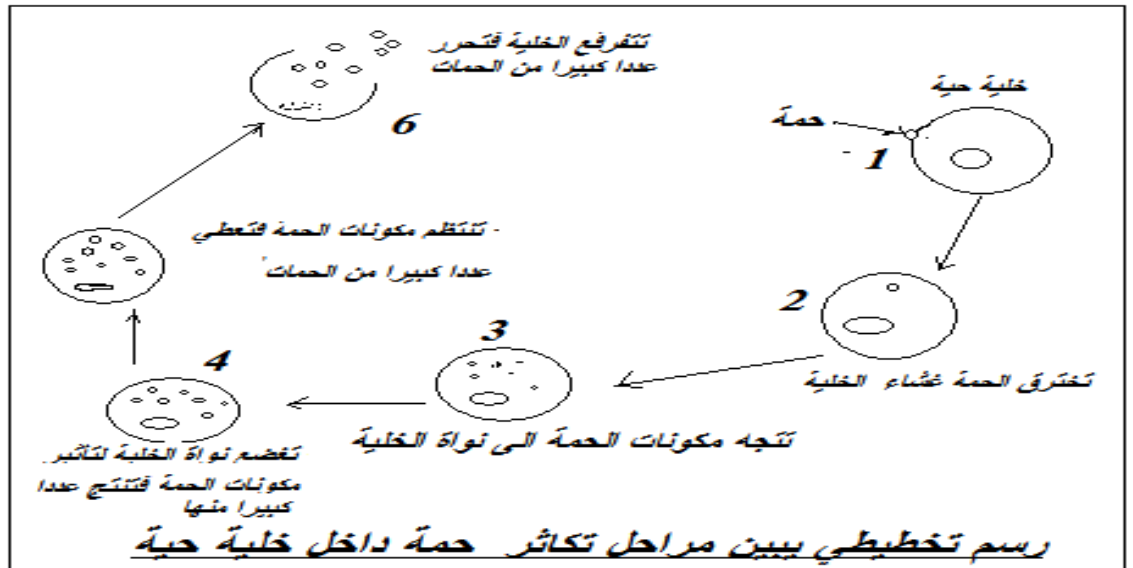 خلية حية
حمة
1
2
تخترق الحمة غشاء الخلية
3
تتجه مكونات الحمة الى نواة الخلية
4
تخضع نواة الخلية لتأثير
مكونات الحمة فتنتج عددا
كبيرا منها
- تنتظم مكونات الحمة فتعطي
عددا كبيرا من الحمات
6
تتفرقع الخلية فتحرر
عددا كبيرا من الحمات
رسم تخطيطي يبين مراحل تكاثر حمة داخل خلية حية